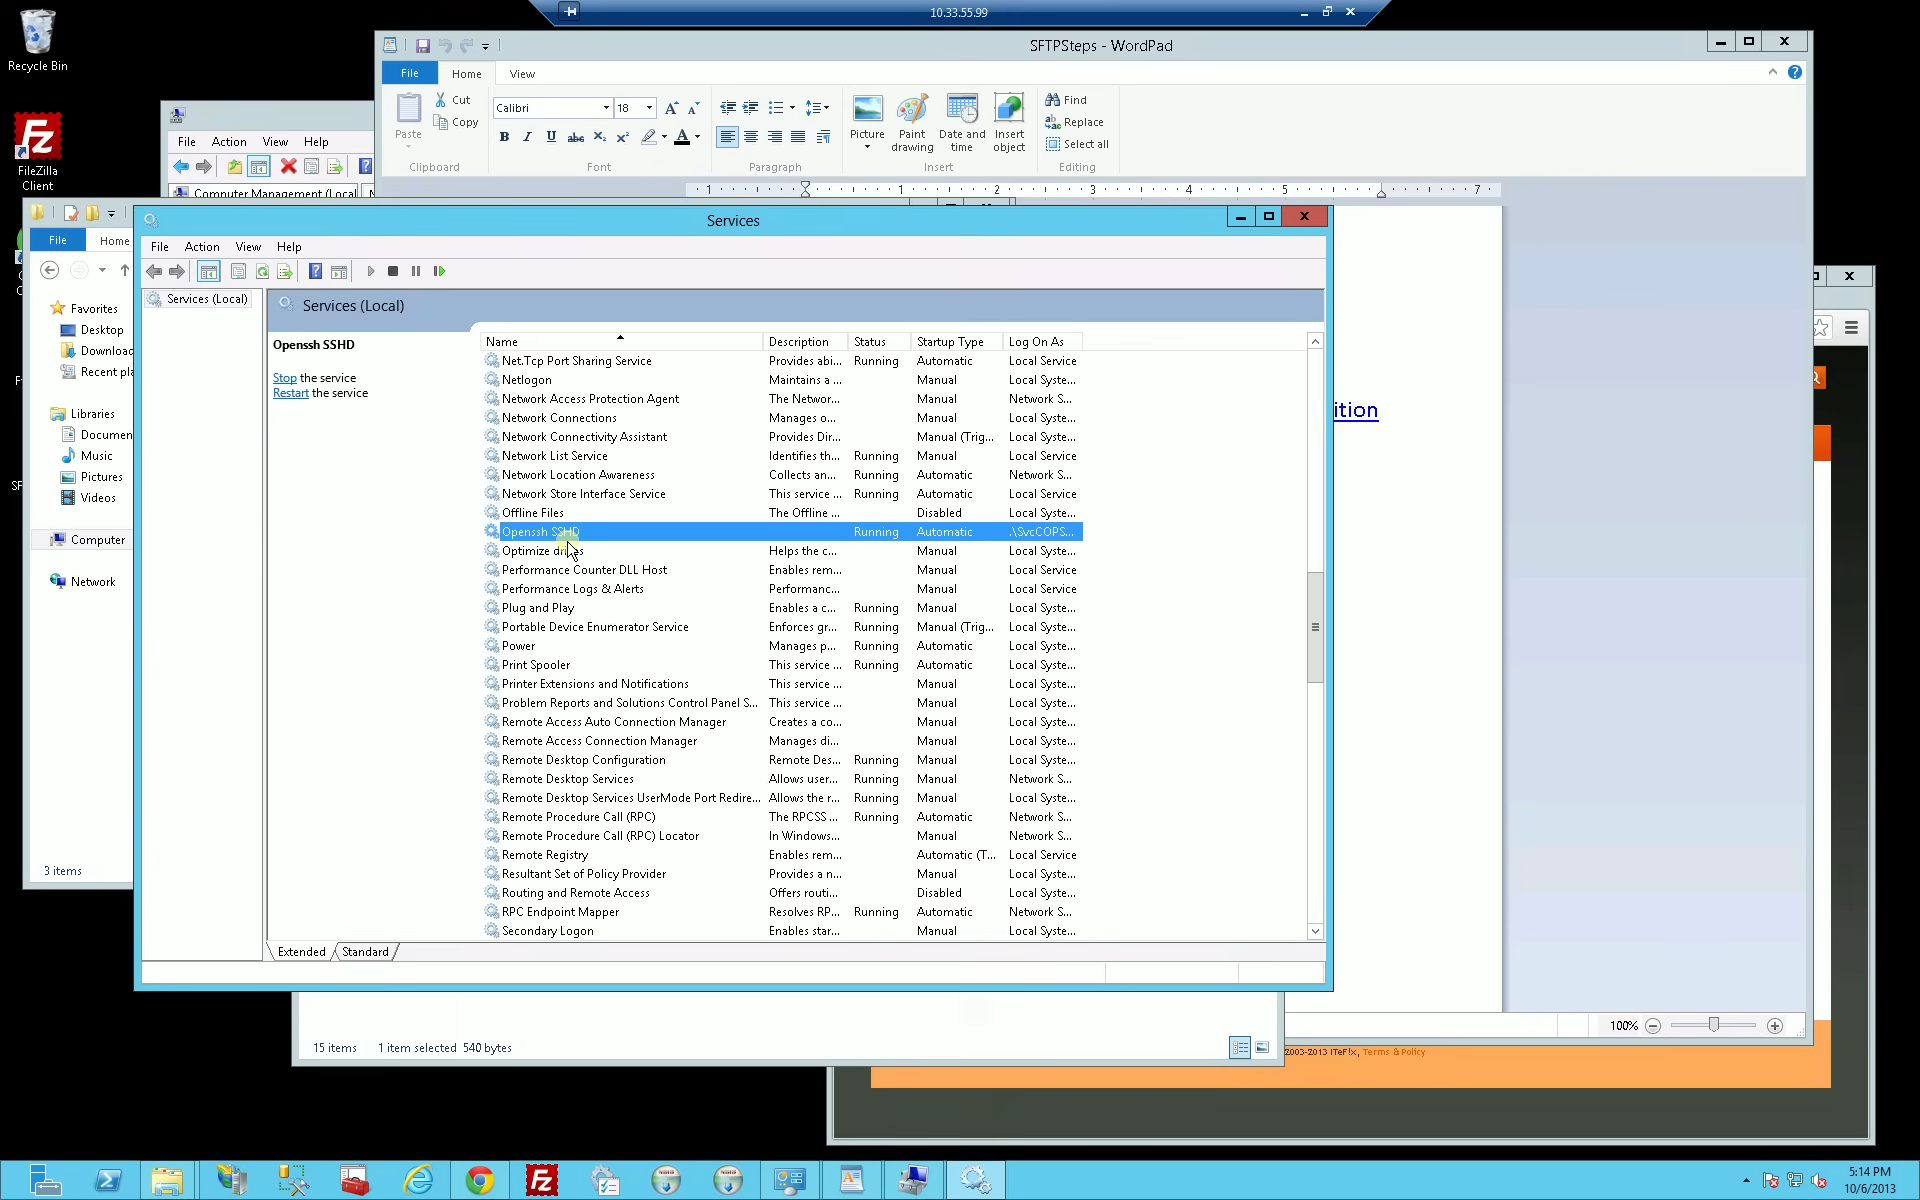 10.33.55.99
Recycle Bin
FileZilla
Client
SFTPSteps - WordPad
File Home View
Paste
Cut
Copy
Clipboard
Calibri 18
Font
Paragraph
Picture
Paint
drawing
Date and
time
Insert
object
Insert
Find
Replace
Select all
Editing
1 1 2 3 4 5 7
File Action View Help
Computer Management (Local
File Home
Favorites
Desktop
Download
Recent pla
Libraries
Documen
Music
Pictures
Videos
Computer
Network
3 items
Services
File Action View Help
Services (Local)
Services (Local)
Openssh SSHD
Stop the service
Restart the service
Name Description Status Startup Type Log On As
Net.Tcp Port Sharing Service Provides abi... Running Automatic Local Service
Netlogon Maintains a ... Manual Local Syste...
Network Access Protection Agent The Networ... Manual Network S...
Network Connections Manages o... Manual Local Syste...
Network Connectivity Assistant Provides Dir... Manual (Trig... Local Syste...
Network List Service Identifies th... Running Manual Local Service
Network Location Awareness Collects an... Running Automatic Network S...
Network Store Interface Service This service ... Running Automatic Local Service
Offline Files The Offline ... Disabled Local Syste...
Openssh SSHD Running Automatic .\SvcCOPS...
Optimize drives Helps the c... Manual Local Syste...
Performance Counter DLL Host Enables rem... Manual Local Service
Performance Logs & Alerts Performanc... Manual Local Service
Plug and Play Enables a c... Running Manual Local Syste...
Portable Device Enumerator Service Enforces gr... Running Manual (Trig... Local Syste...
Power Manages p... Running Automatic Local Syste...
Print Spooler This service ... Running Automatic Local Syste...
Printer Extensions and Notifications This service ... Manual Local Syste...
Problem Reports and Solutions Control Panel S... This service ... Manual Local Syste...
Remote Access Auto Connection Manager Creates a co... Manual Local Syste...
Remote Access Connection Manager Manages di... Manual Local Syste...
Remote Desktop Configuration Remote Des... Running Manual Local Syste...
Remote Desktop Services Allows user... Running Manual Network S...
Remote Desktop Services UserMode Port Redire... Allows the r... Running Manual Local Syste...
Remote Procedure Call (RPC) The RPCSS ... Running Automatic Network S...
Remote Procedure Call (RPC) Locator In Windows... Manual Network S...
Remote Registry Enables rem... Automatic (T... Local Service
Resultant Set of Policy Provider Provides a n... Manual Local Syste...
Routing and Remote Access Offers routi... Disabled Local Syste...
RPC Endpoint Mapper Resolves RP... Running Automatic Network S...
Secondary Logon Enables star... Manual Local Syste...
Extended Standard
ition
100%
15 items 1 item selected 540 bytes
2003-2013 ITeF!x, Terms & Policy
5:14 PM
10/6/2013